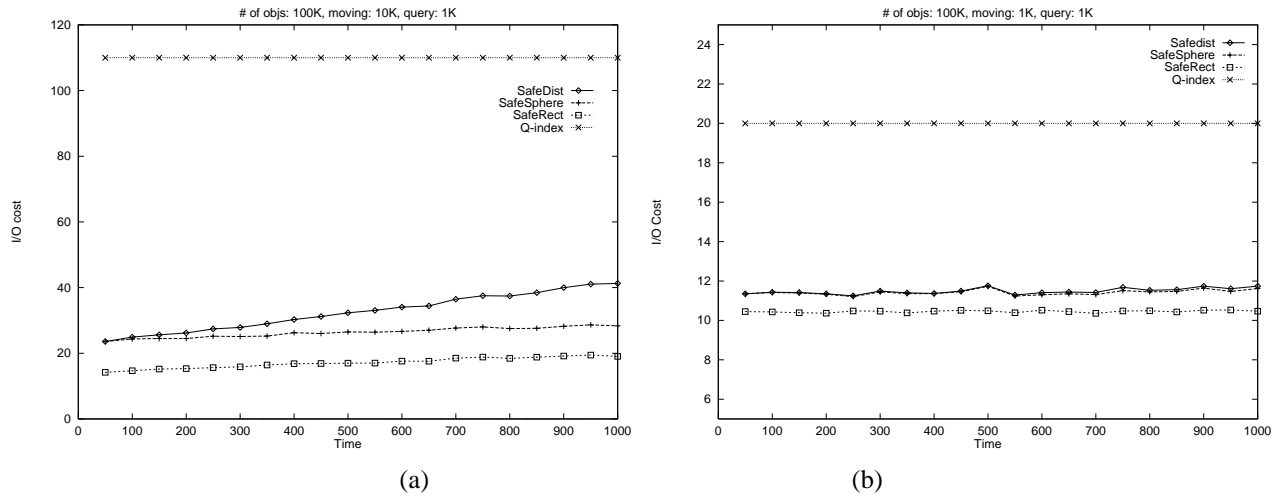 # of objs: 100K, moving: 10K, query: 1K
120
100
80
60
40
20
0
I/O cost
SafeDist
SafeSphere
SafeRect
Q-index
0 100 200 300 400 500 600 700 800 900 1000
Time
(a)
# of objs: 100K, moving: 1K, query: 1K
24
22
20
18
16
14
12
10
8
6
I/O Cost
Safedist
SafeSphere
SafeRect
Q-index
0 100 200 300 400 500 600 700 800 900 1000
Time
(b)